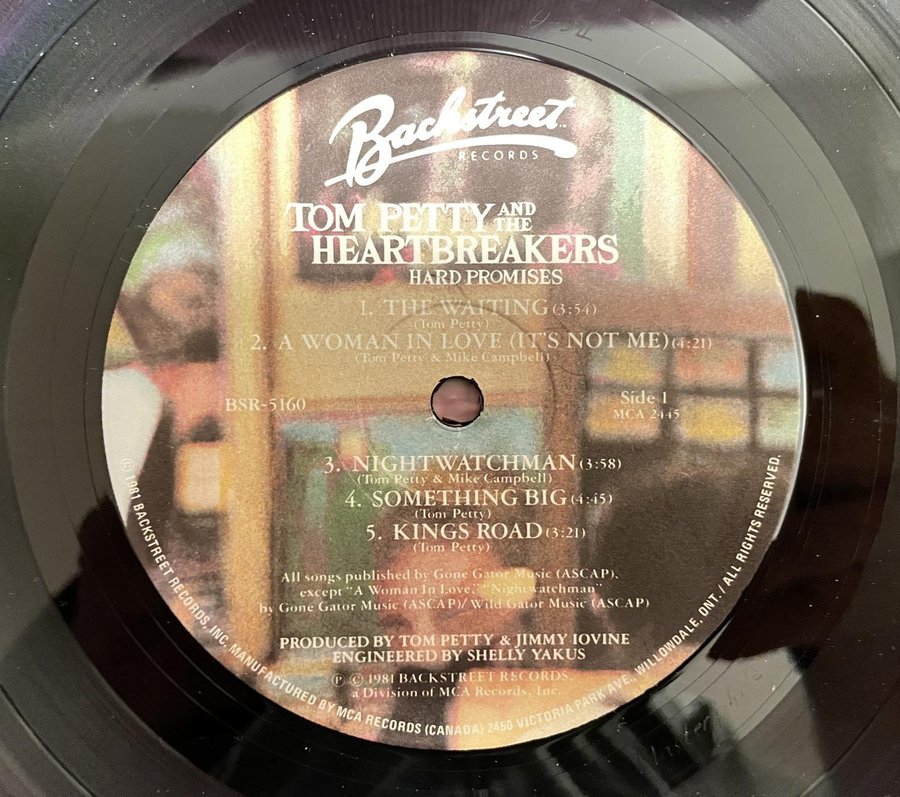 Backstreet™
RECORDS
TOM PETTY AND THE
HEARTBREAKERS
HARD PROMISES
1. THE WAITING (3:54)
(Tom Petty)
2. A WOMAN IN LOVE (IT'S NOT ME) (4:21)
(Tom Petty & Mike Campbell)
BSR-5160
Side 1
MCA 2445
3. NIGHTWATCHMAN (3:58)
(Tom Petty & Mike Campbell)
4. SOMETHING BIG (4:45)
(Tom Petty)
5. KINGS ROAD (3:21)
(Tom Petty)
All songs published by Gone Gator Music (ASCAP),
except "A Woman In Love," "Nightwatchman"
by Gone Gator Music (ASCAP)/Wild Gator Music (ASCAP)
PRODUCED BY TOM PETTY & JIMMY IOVINE
ENGINEERED BY SHELLY YAKUS
℗ © 1981 BACKSTREET RECORDS,
a Division of MCA Records, Inc.
© 1981 BACKSTREET RECORDS, INC. MANUFACTURED BY MCA RECORDS (CANADA) 2450 VICTORIA PARK AVE., WILLOWDALE, ONT. / ALL RIGHTS RESERVED.